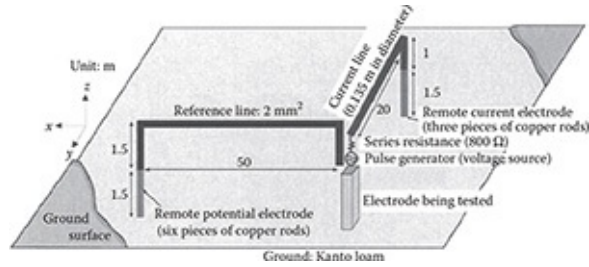 Unit: m
z
x
y
Reference line: 2 mm²
Current line
(0.135 m in diameter)
1
1.5
20
Remote current electrode
(three pieces of copper rods)
Series resistance (800 Ω)
Pulse generator (voltage source)
1.5
50
1.5
Electrode being tested
Ground
surface
Remote potential electrode
(six pieces of copper rods)
Ground: Kanto loam